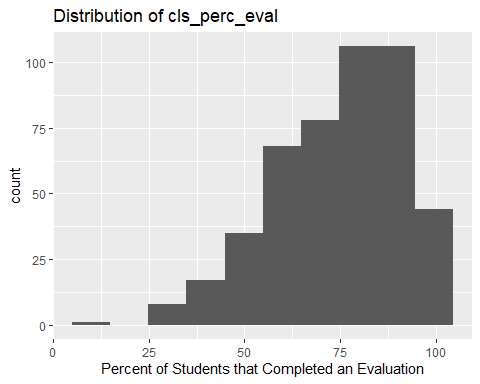 Distribution of cls_perc_eval
100
75
50
25
0
count
0 25 50 75 100
Percent of Students that Completed an Evaluation